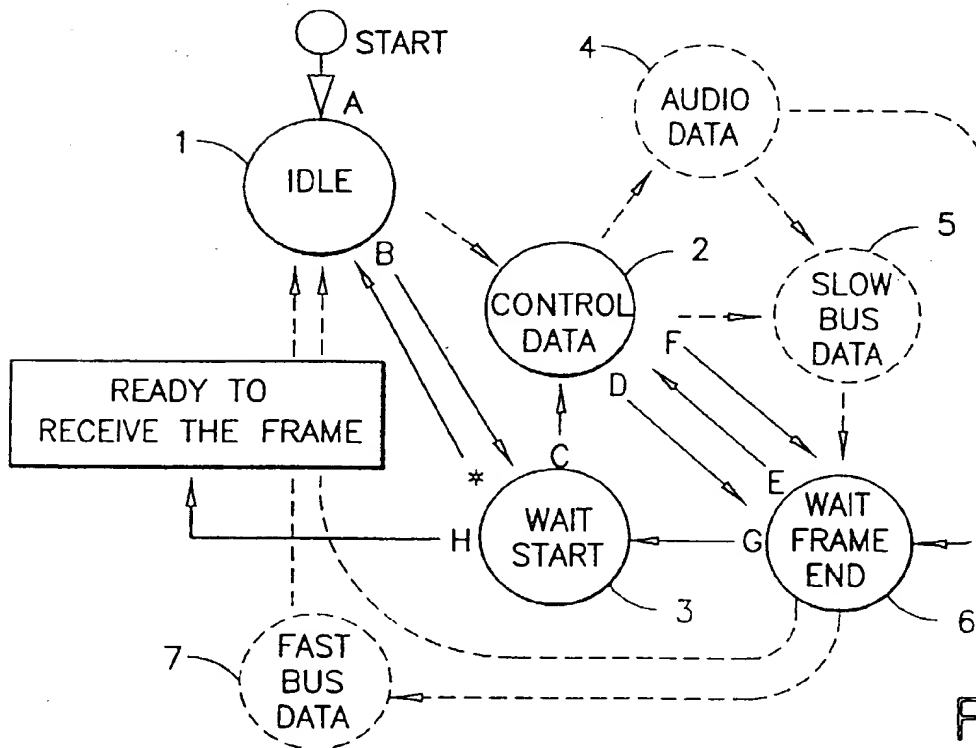 START
A
4
AUDIO
DATA
1
IDLE
B
2
5
CONTROL
DATA
SLOW
BUS
DATA
F
READY TO
RECEIVE THE FRAME
D
C
*
E
WAIT
START
H
G
WAIT
FRAME
END
3
6
7
FAST
BUS
DATA
F